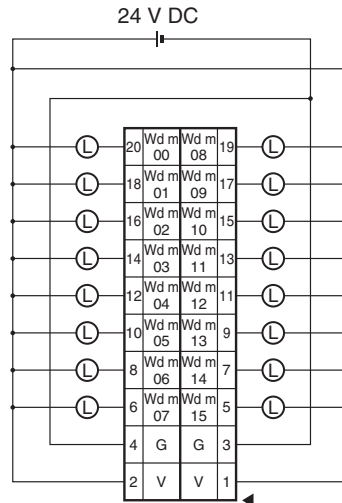 24 V DC
L 20 Wd m 00 Wd m 08 19 L
L 18 Wd m 01 Wd m 09 17 L
L 16 Wd m 02 Wd m 10 15 L
L 14 Wd m 03 Wd m 11 13 L
L 12 Wd m 04 Wd m 12 11 L
L 10 Wd m 05 Wd m 13 9 L
L 8 Wd m 06 Wd m 14 7 L
L 6 Wd m 07 Wd m 15 5 L
4 G G 3
2 V V 1